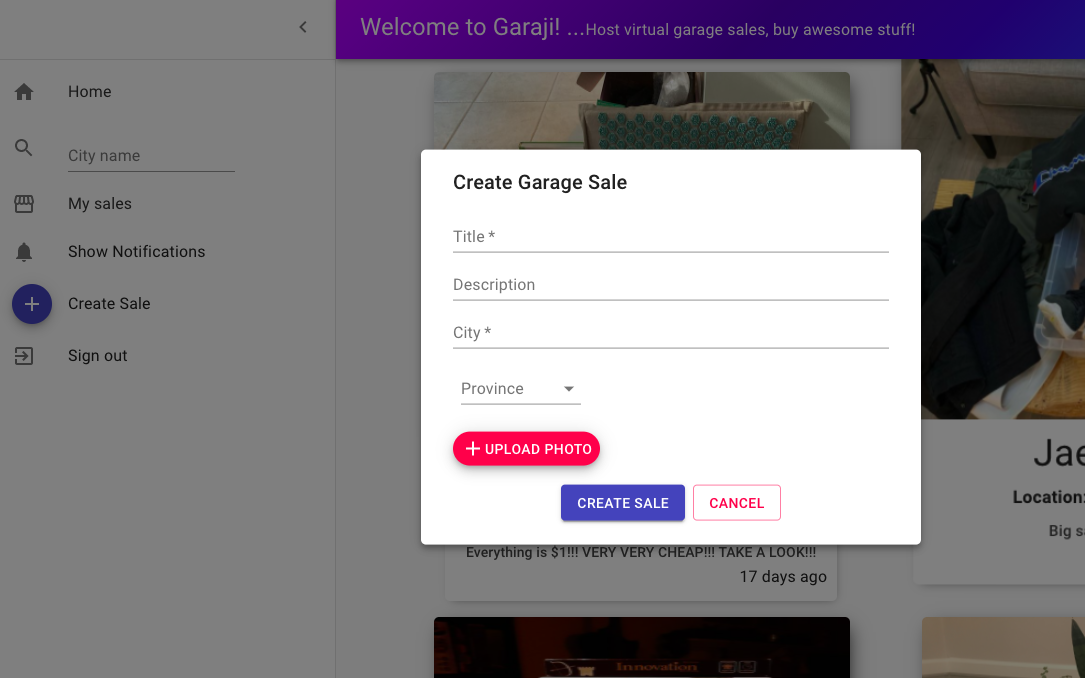 Welcome to Garaji! ...Host virtual garage sales, buy awesome stuff!
Home
City name
My sales
Show Notifications
Create Sale
Sign out
Create Garage Sale
Title *
Description
City *
Province
UPLOAD PHOTO
CREATE SALE
CANCEL
Everything is $1!!! VERY VERY CHEAP!!! TAKE A LOOK!!!
17 days ago
Jae
Location:
Big s
Innovation